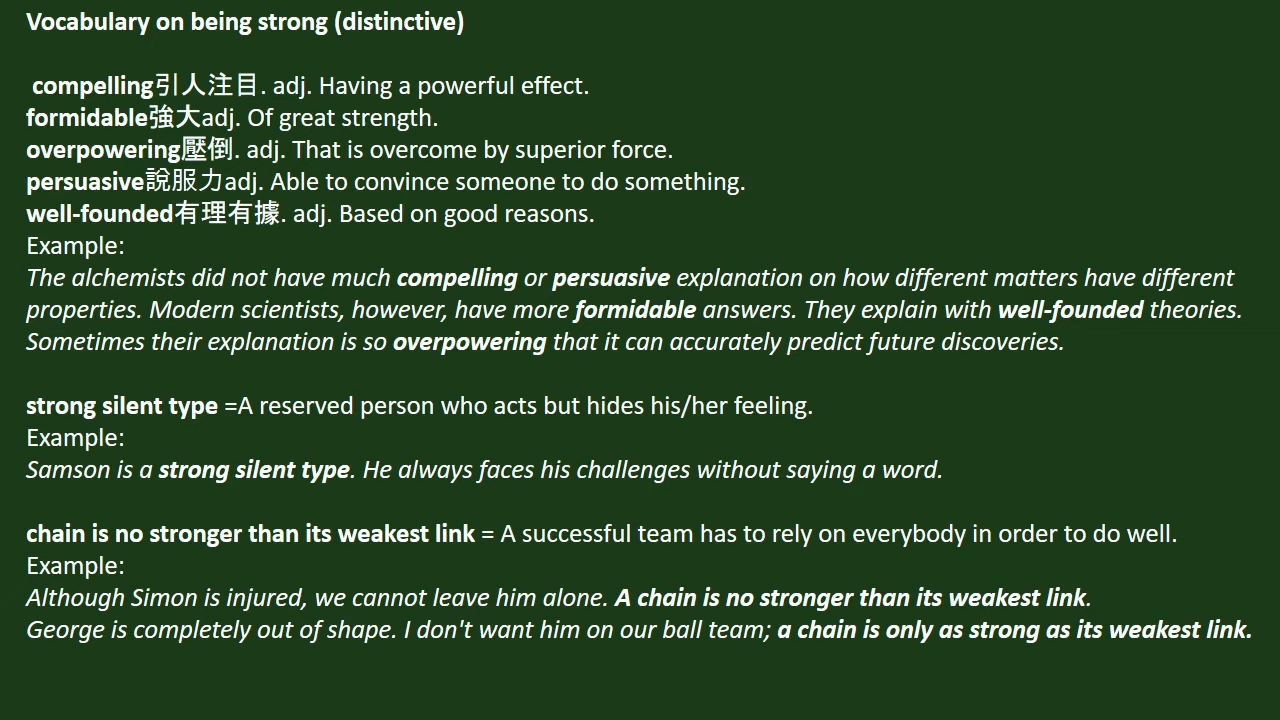 Vocabulary on being strong (distinctive)
compelling引人注目. adj. Having a powerful effect.
formidable強大adj. Of great strength.
overpowering壓倒. adj. That is overcome by superior force.
persuasive說服力adj. Able to convince someone to do something.
well-founded有理有據. adj. Based on good reasons.
Example:
The alchemists did not have much compelling or persuasive explanation on how different matters have different
properties. Modern scientists, however, have more formidable answers. They explain with well-founded theories.
Sometimes their explanation is so overpowering that it can accurately predict future discoveries.
strong silent type =A reserved person who acts but hides his/her feeling.
Example:
Samson is a strong silent type. He always faces his challenges without saying a word.
chain is no stronger than its weakest link = A successful team has to rely on everybody in order to do well.
Example:
Although Simon is injured, we cannot leave him alone. A chain is no stronger than its weakest link.
George is completely out of shape. I don't want him on our ball team; a chain is only as strong as its weakest link.